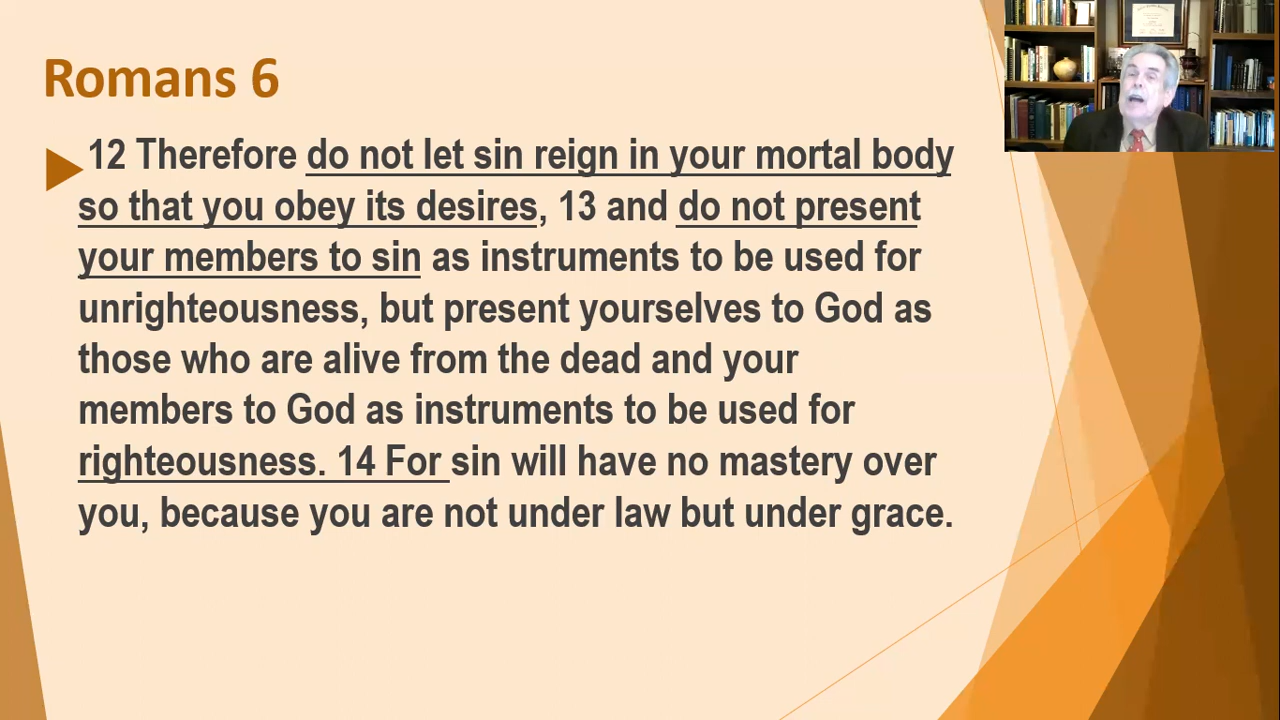 Romans 6
12 Therefore do not let sin reign in your mortal body
so that you obey its desires, 13 and do not present
your members to sin as instruments to be used for
unrighteousness, but present yourselves to God as
those who are alive from the dead and your
members to God as instruments to be used for
righteousness. 14 For sin will have no mastery over
you, because you are not under law but under grace.